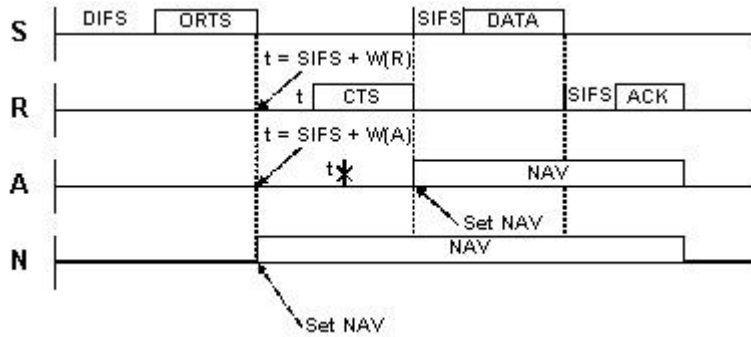 S DIFS ORTS SIFS DATA
t = SIFS + W(R)
R t CTS SIFS ACK
t = SIFS + W(A)
A t NAV
Set NAV
N NAV
Set NAV